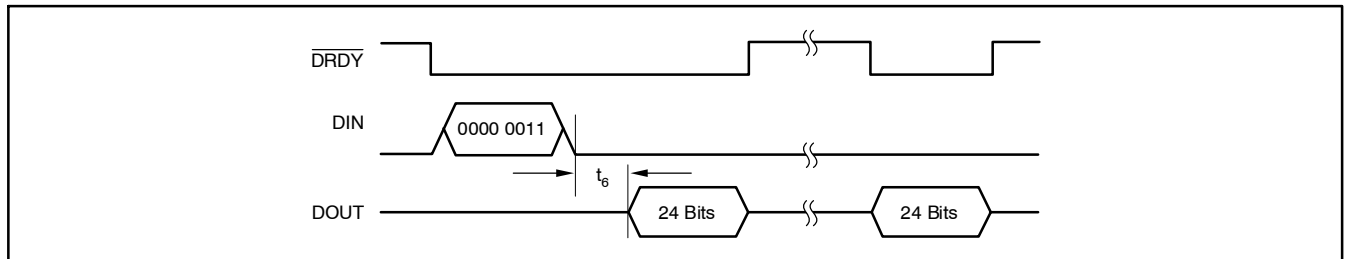 DRDY
DIN
0000 0011
t6
DOUT
24 Bits
24 Bits